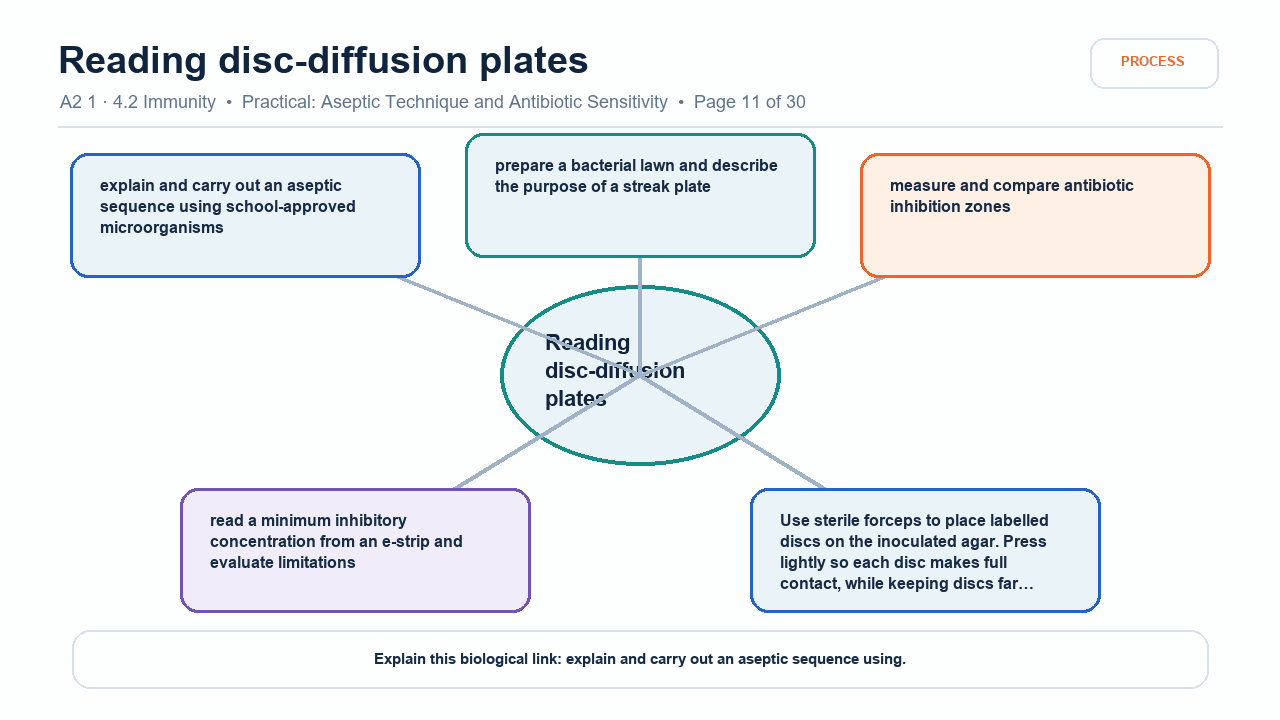 Reading disc-diffusion plates
PROCESS
A2 1 · 4.2 Immunity • Practical: Aseptic Technique and Antibiotic Sensitivity • Page 11 of 30
explain and carry out an aseptic
sequence using school-approved
microorganisms
prepare a bacterial lawn and describe
the purpose of a streak plate
measure and compare antibiotic
inhibition zones
Reading
disc-diffusion
plates
read a minimum inhibitory
concentration from an e-strip and
evaluate limitations
Use sterile forceps to place labelled
discs on the inoculated agar. Press
lightly so each disc makes full
contact, while keeping discs far…
Explain this biological link: explain and carry out an aseptic sequence using.